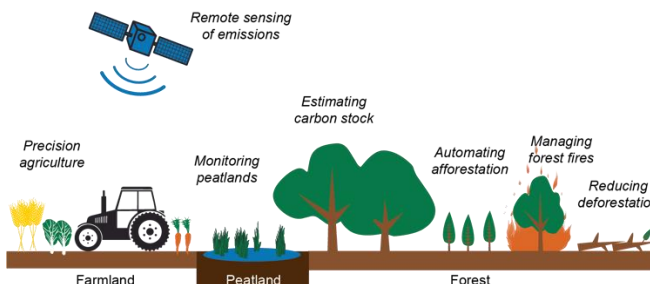 Remote sensing
of emissions
Estimating
carbon stock
Precision
agriculture
Monitoring
peatlands
Automating
afforestation
Managing
forest fires
Reducing
deforestation
Farmland
Peatland
Forest